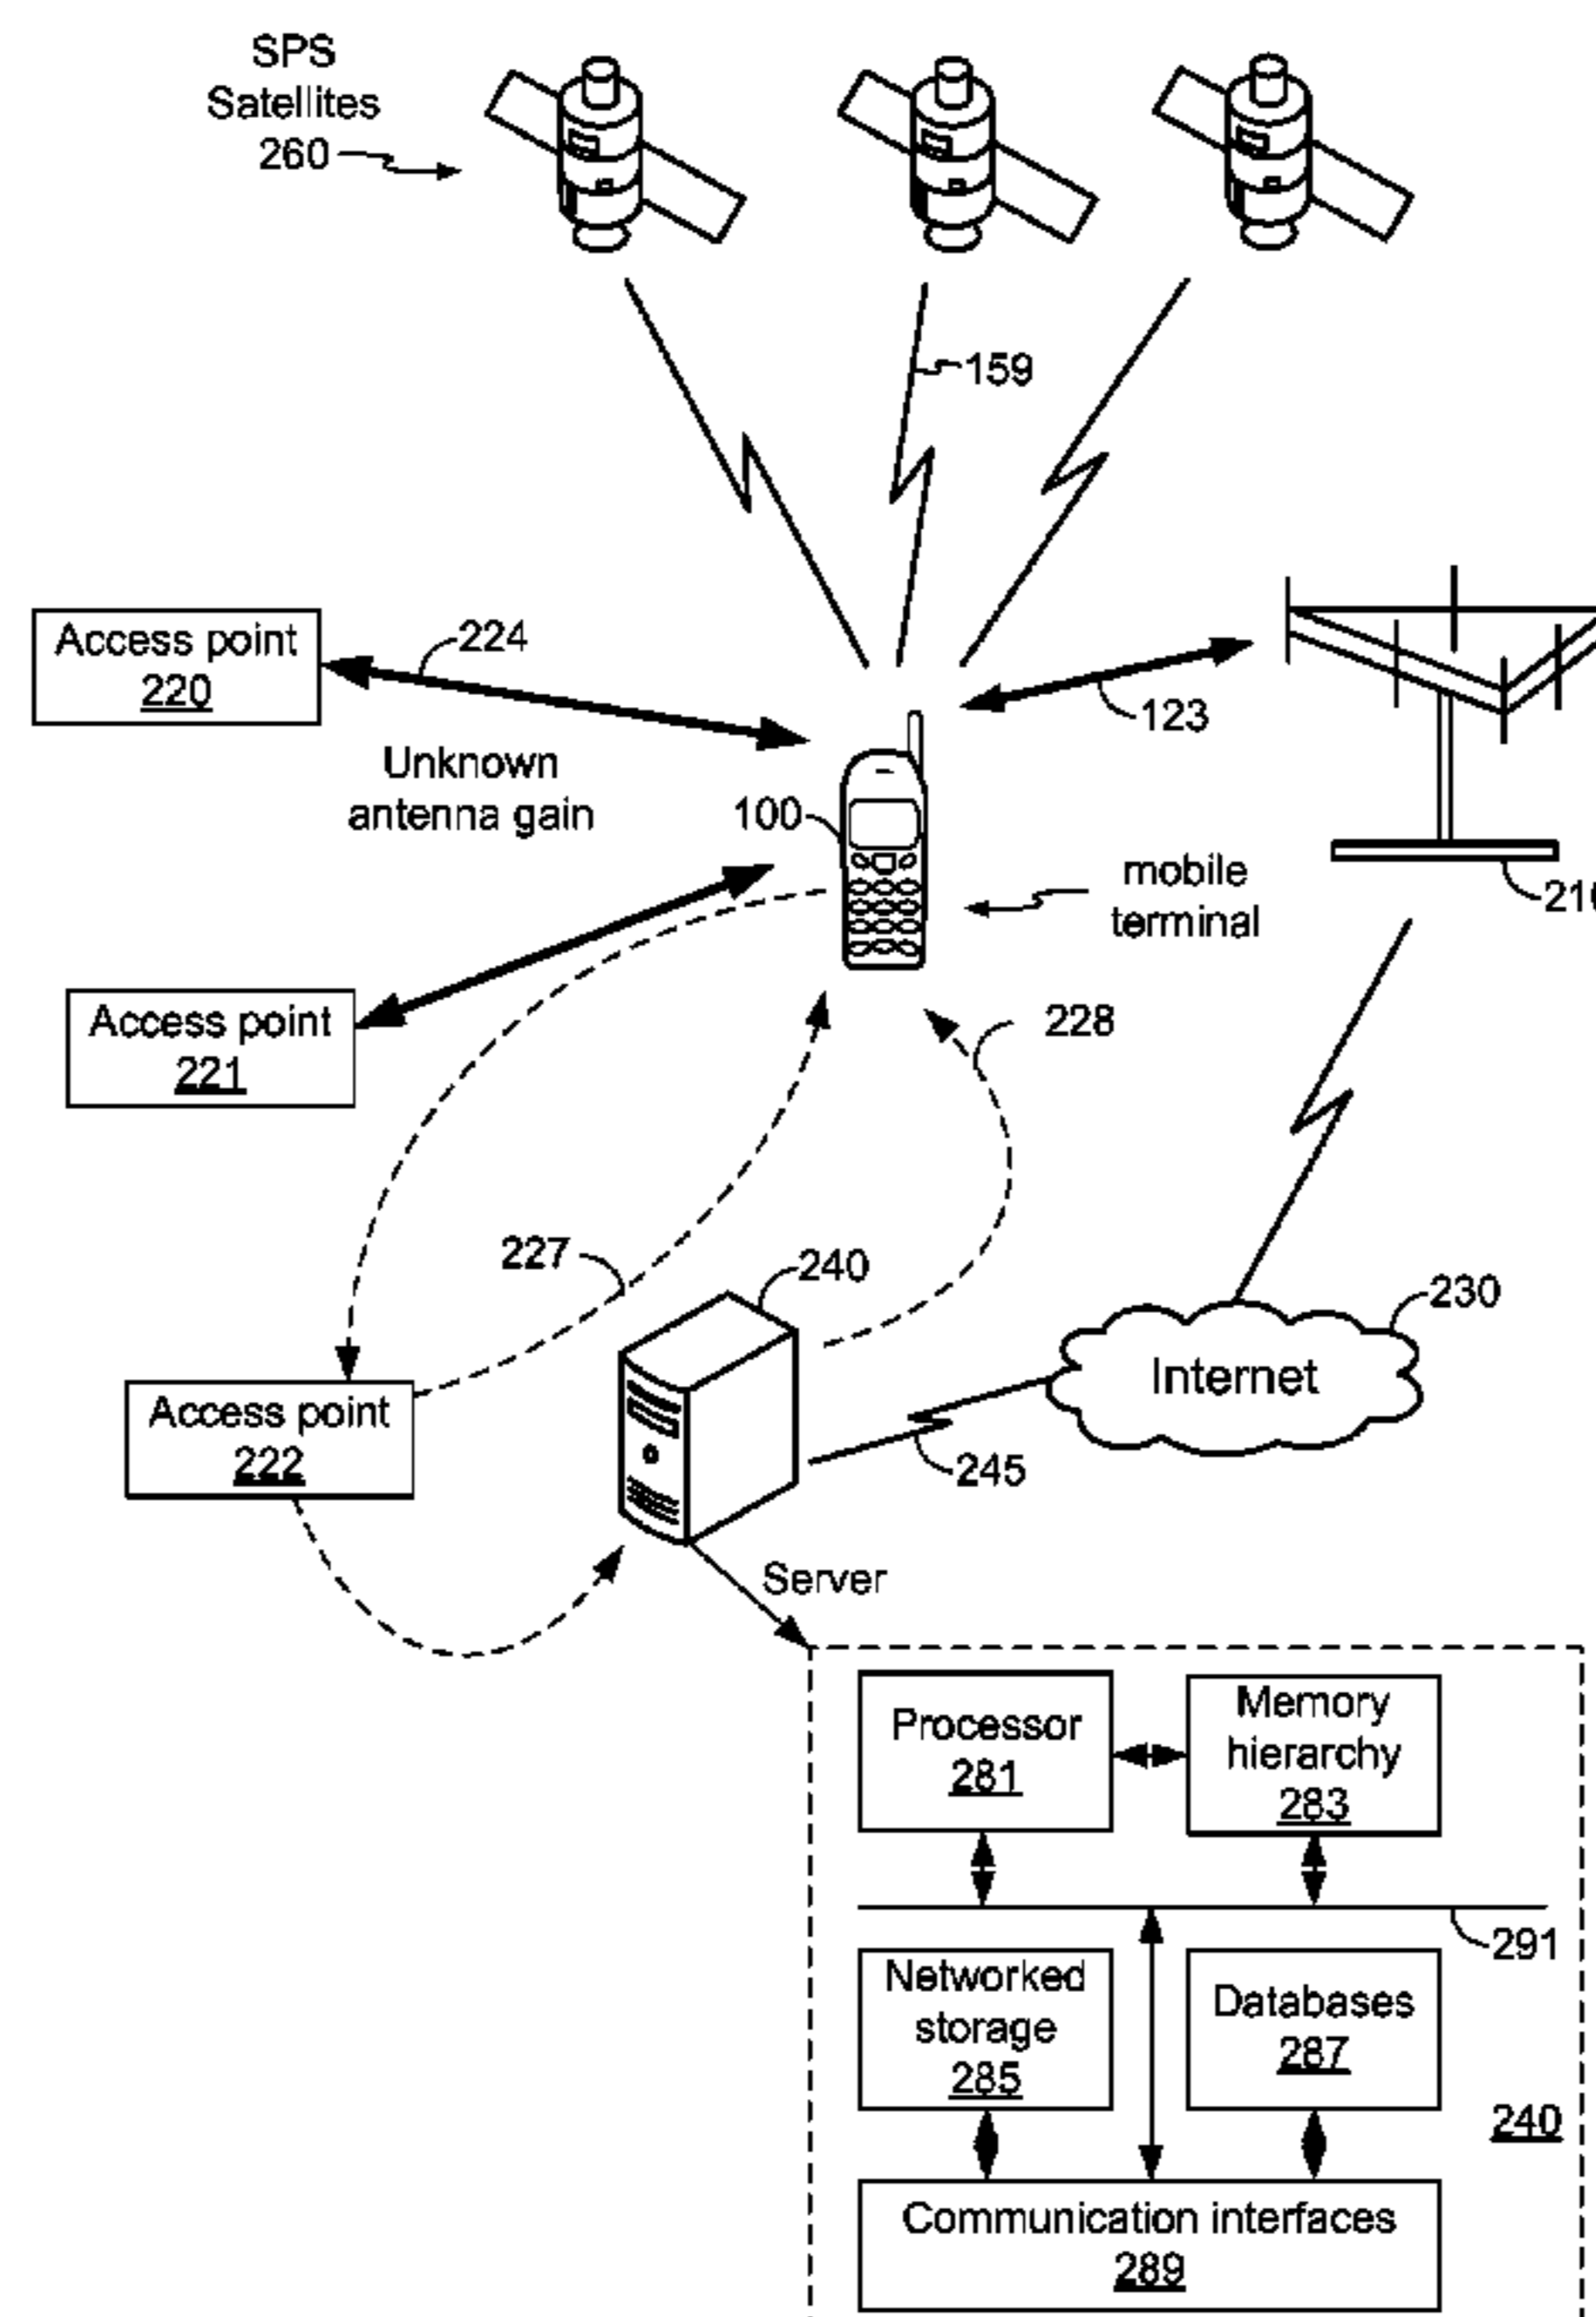 SPS
Satellites
260
159
Access point
220
224
123
Unknown
antenna gain
100
mobile
terminal
Access point
221
228
227
240
230
Internet
Access point
222
245
Server
Processor
281
Memory
hierarchy
283
291
Networked
storage
285
Databases
287
240
Communication interfaces
289